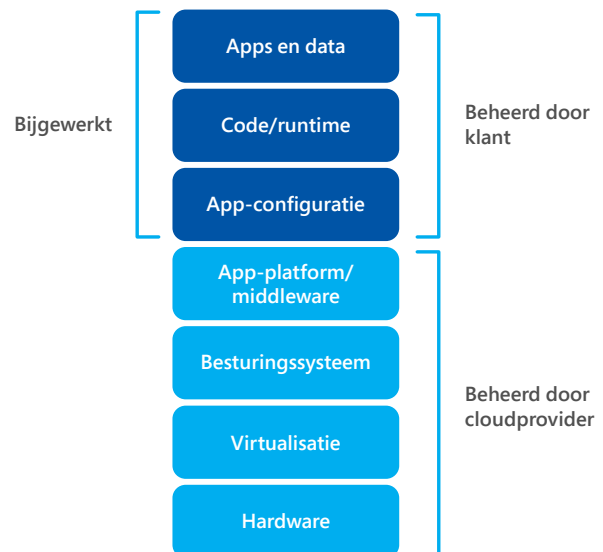 Apps en data
Bijgewerkt
Code/runtime
Beheerd door
klant
App-configuratie
App-platform/
middleware
Besturingssysteem
Beheerd door
cloudprovider
Virtualisatie
Hardware